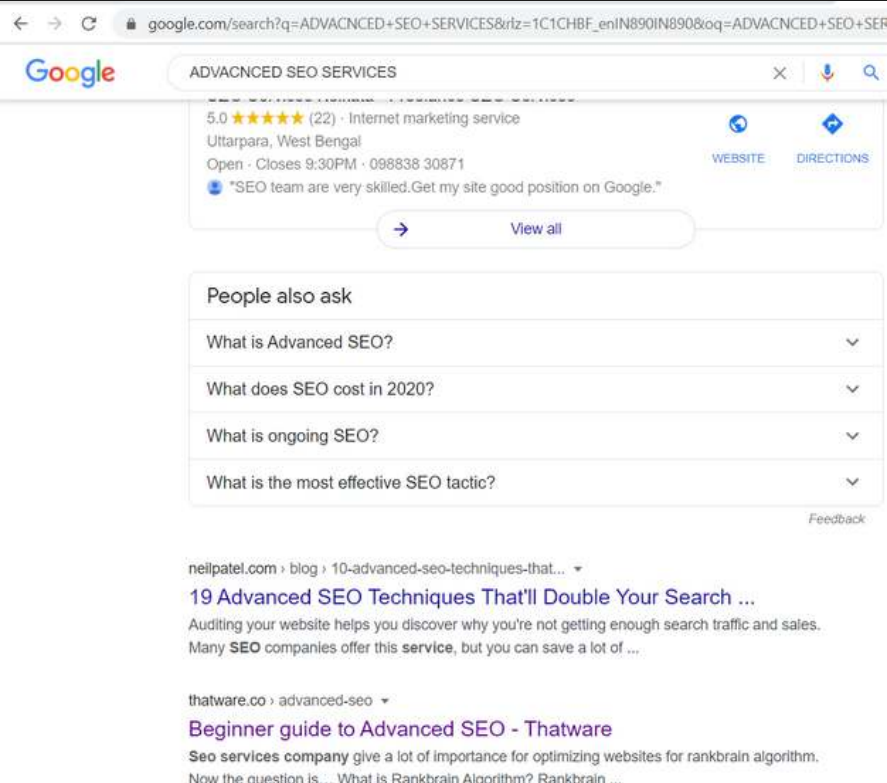 google.com/search?q=ADVACNCED+SEO+SERVICES&rlz=1C1CHBF_enIN890IN890&oq=ADVACNCED+SEO+SER
Google
ADVACNCED SEO SERVICES
5.0 ★★★★★ (22) · Internet marketing service
Uttarpara, West Bengal
Open · Closes 9:30PM · 098838 30871
WEBSITE DIRECTIONS
"SEO team are very skilled.Get my site good position on Google."
View all
People also ask
What is Advanced SEO?
What does SEO cost in 2020?
What is ongoing SEO?
What is the most effective SEO tactic?
Feedback
neilpatel.com › blog › 10-advanced-seo-techniques-that...
19 Advanced SEO Techniques That'll Double Your Search ...
Auditing your website helps you discover why you're not getting enough search traffic and sales.
Many SEO companies offer this service, but you can save a lot of ...
thatware.co › advanced-seo
Beginner guide to Advanced SEO - Thatware
Seo services company give a lot of importance for optimizing websites for rankbrain algorithm.
Now the question is.... What is Rankbrain Algorithm? Rankbrain ...